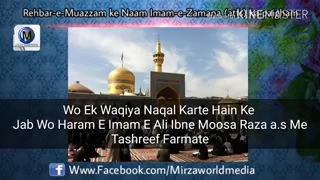 Rehbar-e-Muazzam ke Naam Imam-e-Zamana (atfs)
KINEMASTER
Wo Ek Waqiya Naqal Karte Hain Ke
Jab Wo Haram E Imam E Ali Ibne Moosa Raza a.s Me
Tashreef Farmate
Www.Facebook.com/Mirzaworldmedia